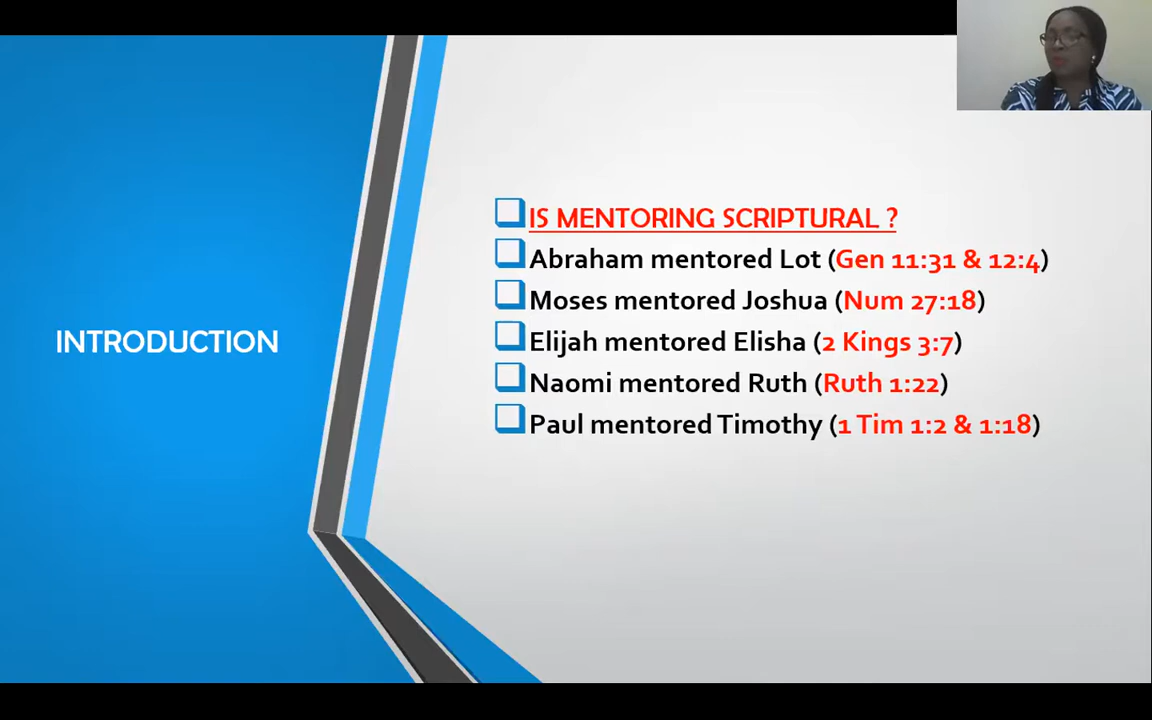 INTRODUCTION
IS MENTORING SCRIPTURAL ?
Abraham mentored Lot (Gen 11:31 & 12:4)
Moses mentored Joshua (Num 27:18)
Elijah mentored Elisha (2 Kings 3:7)
Naomi mentored Ruth (Ruth 1:22)
Paul mentored Timothy (1 Tim 1:2 & 1:18)